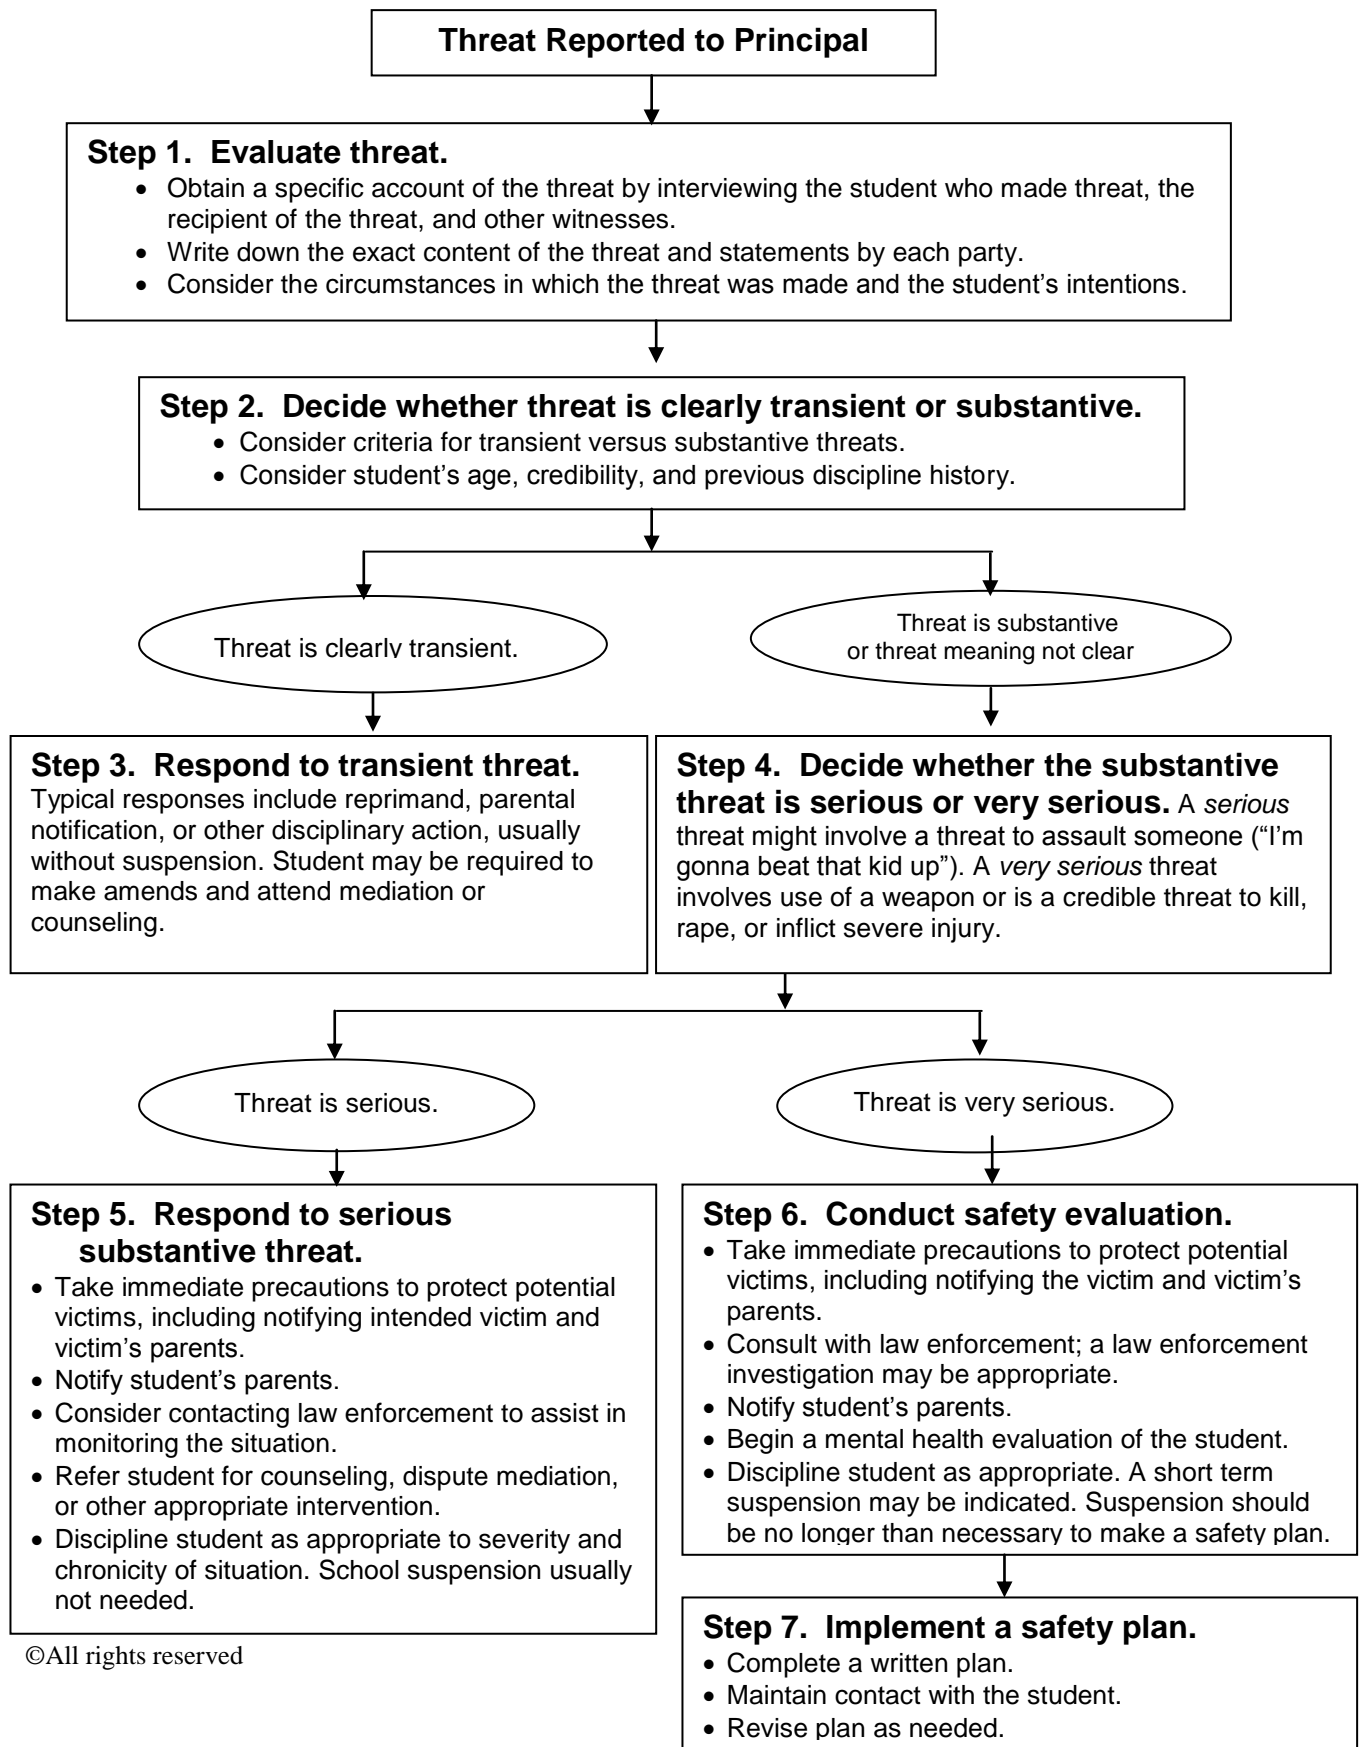 Threat Reported to Principal
Step 1. Evaluate threat.
• Obtain a specific account of the threat by interviewing the student who made threat, the
recipient of the threat, and other witnesses.
• Write down the exact content of the threat and statements by each party.
• Consider the circumstances in which the threat was made and the student’s intentions.
Step 2. Decide whether threat is clearly transient or substantive.
• Consider criteria for transient versus substantive threats.
• Consider student’s age, credibility, and previous discipline history.
Threat is clearly transient.
Threat is substantive
or threat meaning not clear
Step 3. Respond to transient threat.
Typical responses include reprimand, parental
notification, or other disciplinary action, usually
without suspension. Student may be required to
make amends and attend mediation or
counseling.
Step 4. Decide whether the substantive
threat is serious or very serious. A serious
threat might involve a threat to assault someone (“I’m
gonna beat that kid up”). A very serious threat
involves use of a weapon or is a credible threat to kill,
rape, or inflict severe injury.
Threat is serious.
Threat is very serious.
Step 5. Respond to serious
substantive threat.
• Take immediate precautions to protect potential
victims, including notifying intended victim and
victim’s parents.
• Notify student’s parents.
• Consider contacting law enforcement to assist in
monitoring the situation.
• Refer student for counseling, dispute mediation,
or other appropriate intervention.
• Discipline student as appropriate to severity and
chronicity of situation. School suspension usually
not needed.
Step 6. Conduct safety evaluation.
• Take immediate precautions to protect potential
victims, including notifying the victim and victim’s
parents.
• Consult with law enforcement; a law enforcement
investigation may be appropriate.
• Notify student’s parents.
• Begin a mental health evaluation of the student.
• Discipline student as appropriate. A short term
suspension may be indicated. Suspension should
be no longer than necessary to make a safety plan.
Step 7. Implement a safety plan.
• Complete a written plan.
• Maintain contact with the student.
• Revise plan as needed.
©All rights reserved